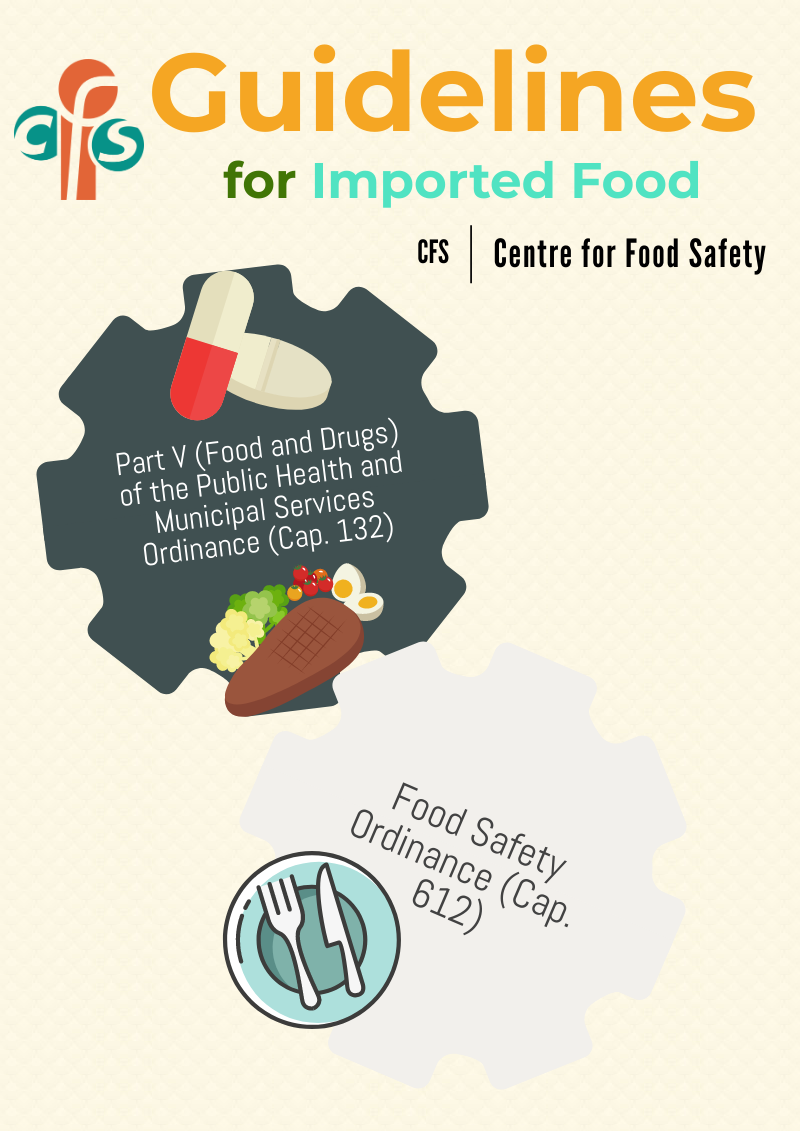 cfs
Guidelines
for Imported Food
CFS | Centre for Food Safety
Part V (Food and Drugs)
of the Public Health and
Municipal Services
Ordinance (Cap. 132)
Food Safety
Ordinance (Cap.
612)